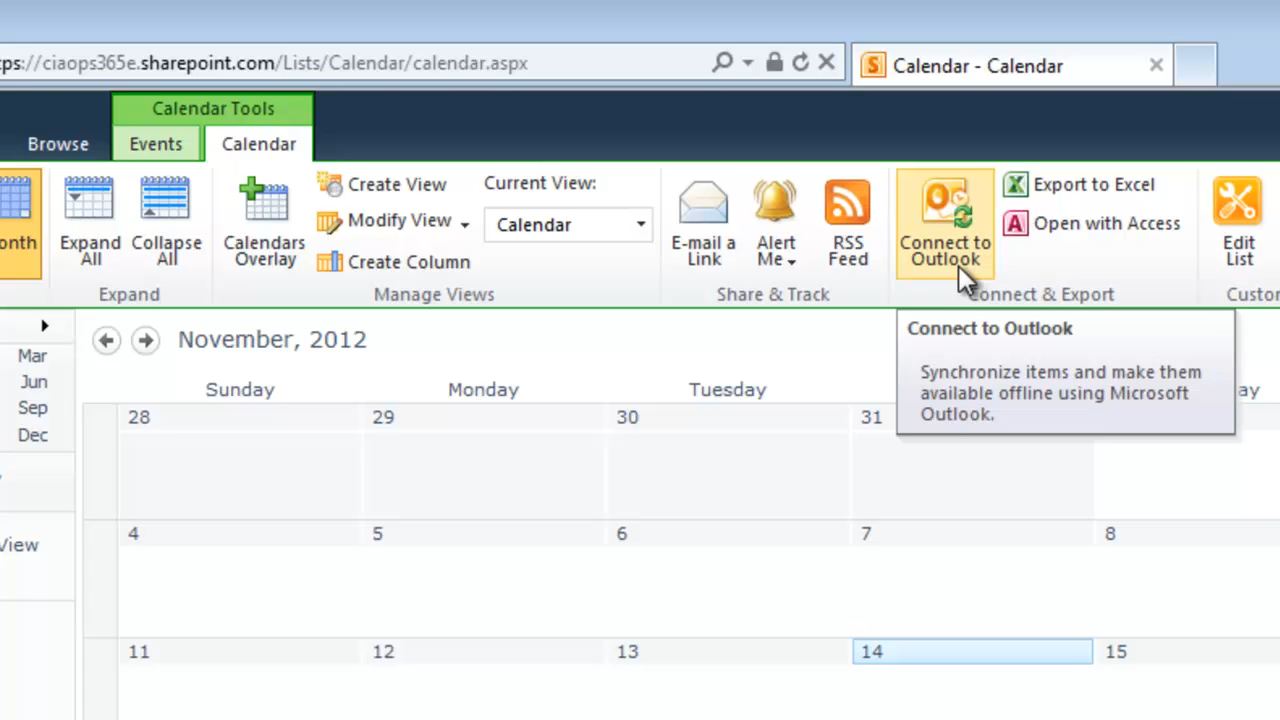 ps://ciaops365e.sharepoint.com/Lists/Calendar/calendar.aspx
Calendar - Calendar
Calendar Tools
Browse
Events
Calendar
onth
Expand All
Collapse All
Expand
Calendars Overlay
Create View
Modify View
Create Column
Current View:
Calendar
Manage Views
E-mail a Link
Alert Me
RSS Feed
Share & Track
Connect to Outlook
Export to Excel
Open with Access
Connect & Export
Edit List
Custo
Connect to Outlook
Synchronize items and make them
available offline using Microsoft
Outlook.
Mar
Jun
Sep
Dec
View
November, 2012
Sunday Monday Tuesday ay
28 29 30 31
4 5 6 7 8
11 12 13 14 15